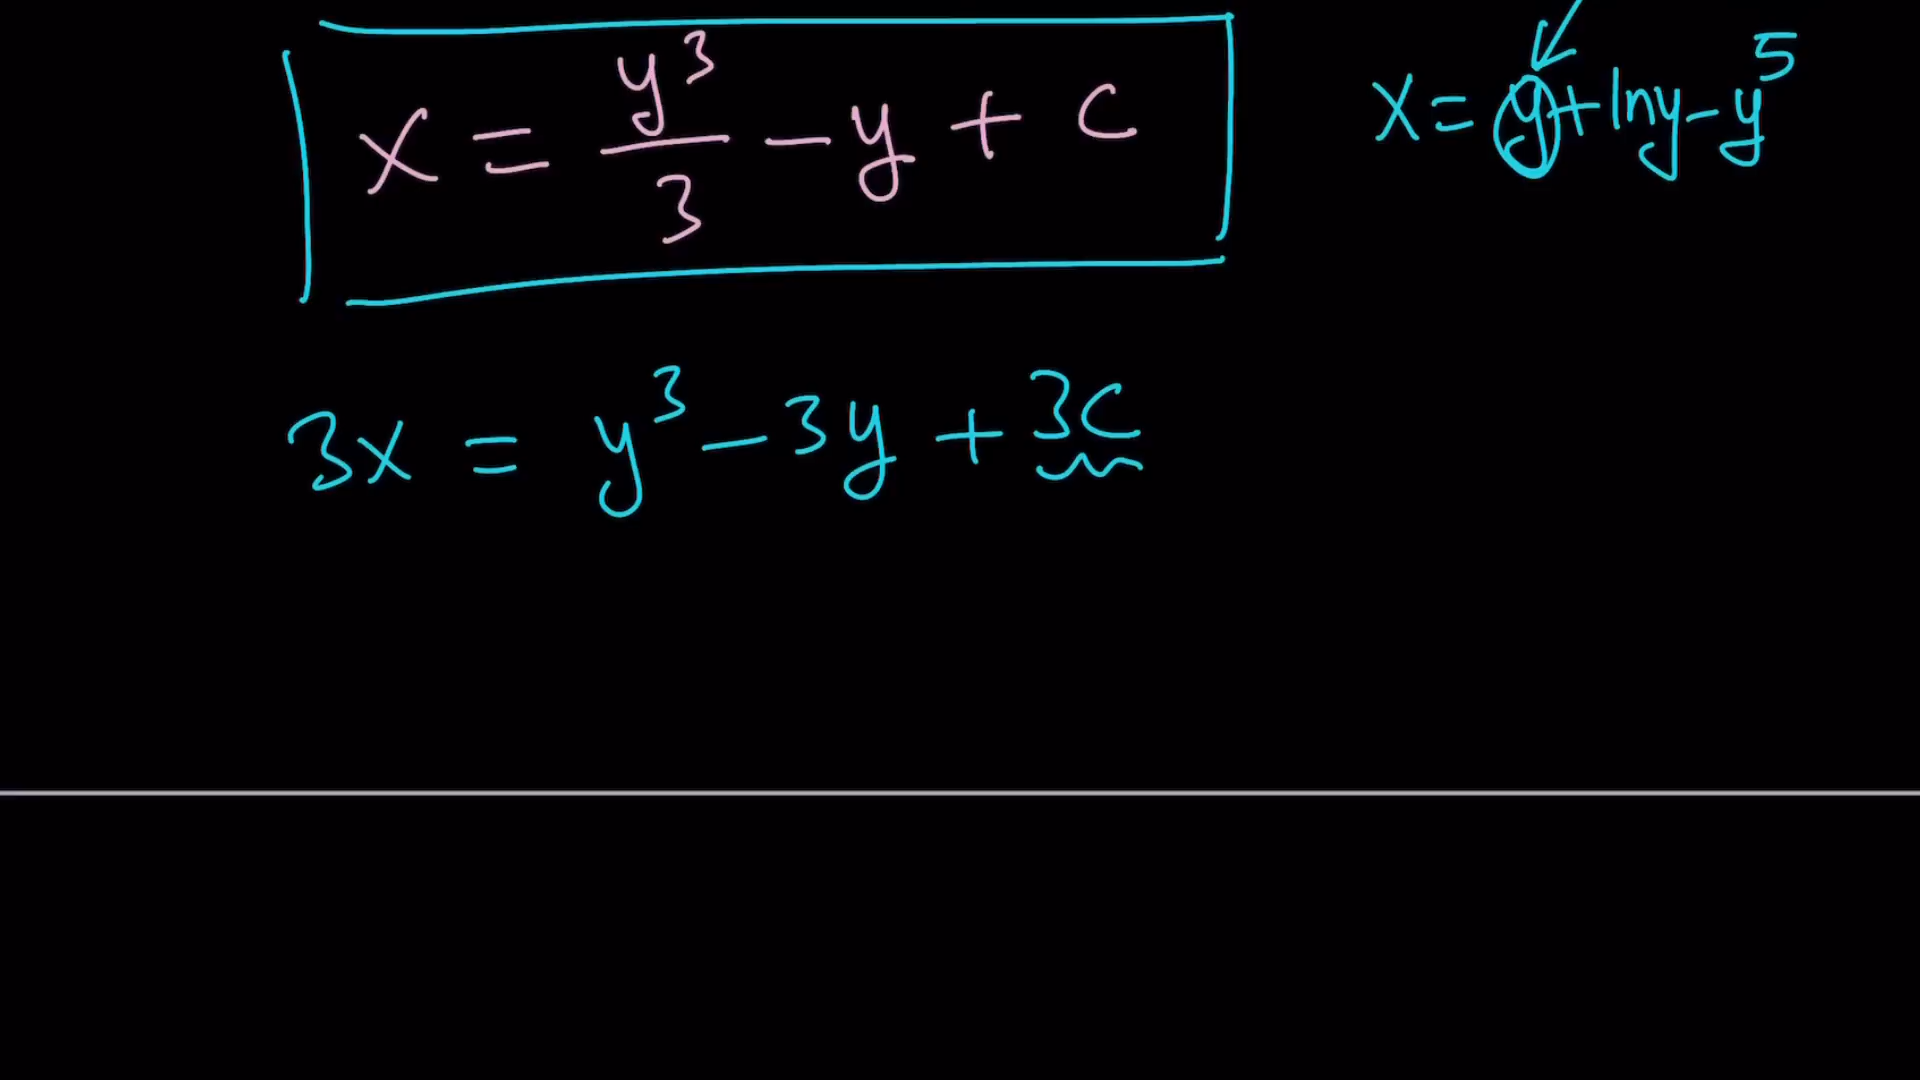 x = y³/3 - y + c
x = y + ln y - y⁵
3x = y³ - 3y + 3c